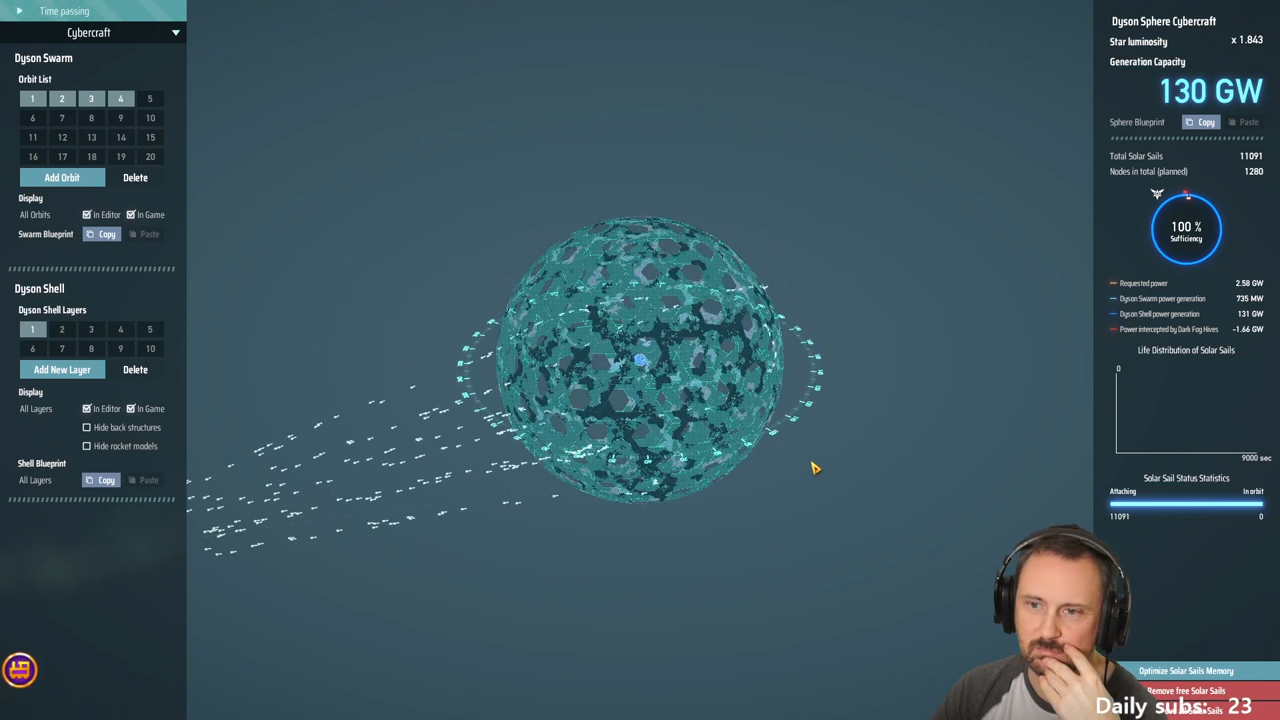 Time passing
Cybercraft
Dyson Swarm
Orbit List
1 2 3 4 5
6 7 8 9 10
11 12 13 14 15
16 17 18 19 20
Add Orbit Delete
Display
All Orbits In Editor In Game
Swarm Blueprint Copy Paste
Dyson Shell
Dyson Shell Layers
1 2 3 4 5
6 7 8 9 10
Add New Layer Delete
Display
All Layers In Editor In Game
Hide back structures
Hide rocket models
Shell Blueprint
All Layers Copy Paste
Dyson Sphere Cybercraft
Star luminosity x 1.843
Generation Capacity
130 GW
Sphere Blueprint Copy Paste
Total Solar Sails 11091
Nodes in total (planned) 1280
100 %
Sufficiency
Requested power 2.58 GW
Dyson Swarm power generation 735 MW
Dyson Shell power generation 131 GW
Power intercepted by Dark Fog Hives -1.66 GW
Life Distribution of Solar Sails
0
9000 sec
Solar Sail Status Statistics
Attaching In orbit
11091 0
Optimize Solar Sails Memory
Remove free Solar Sails
Daily subs: 23